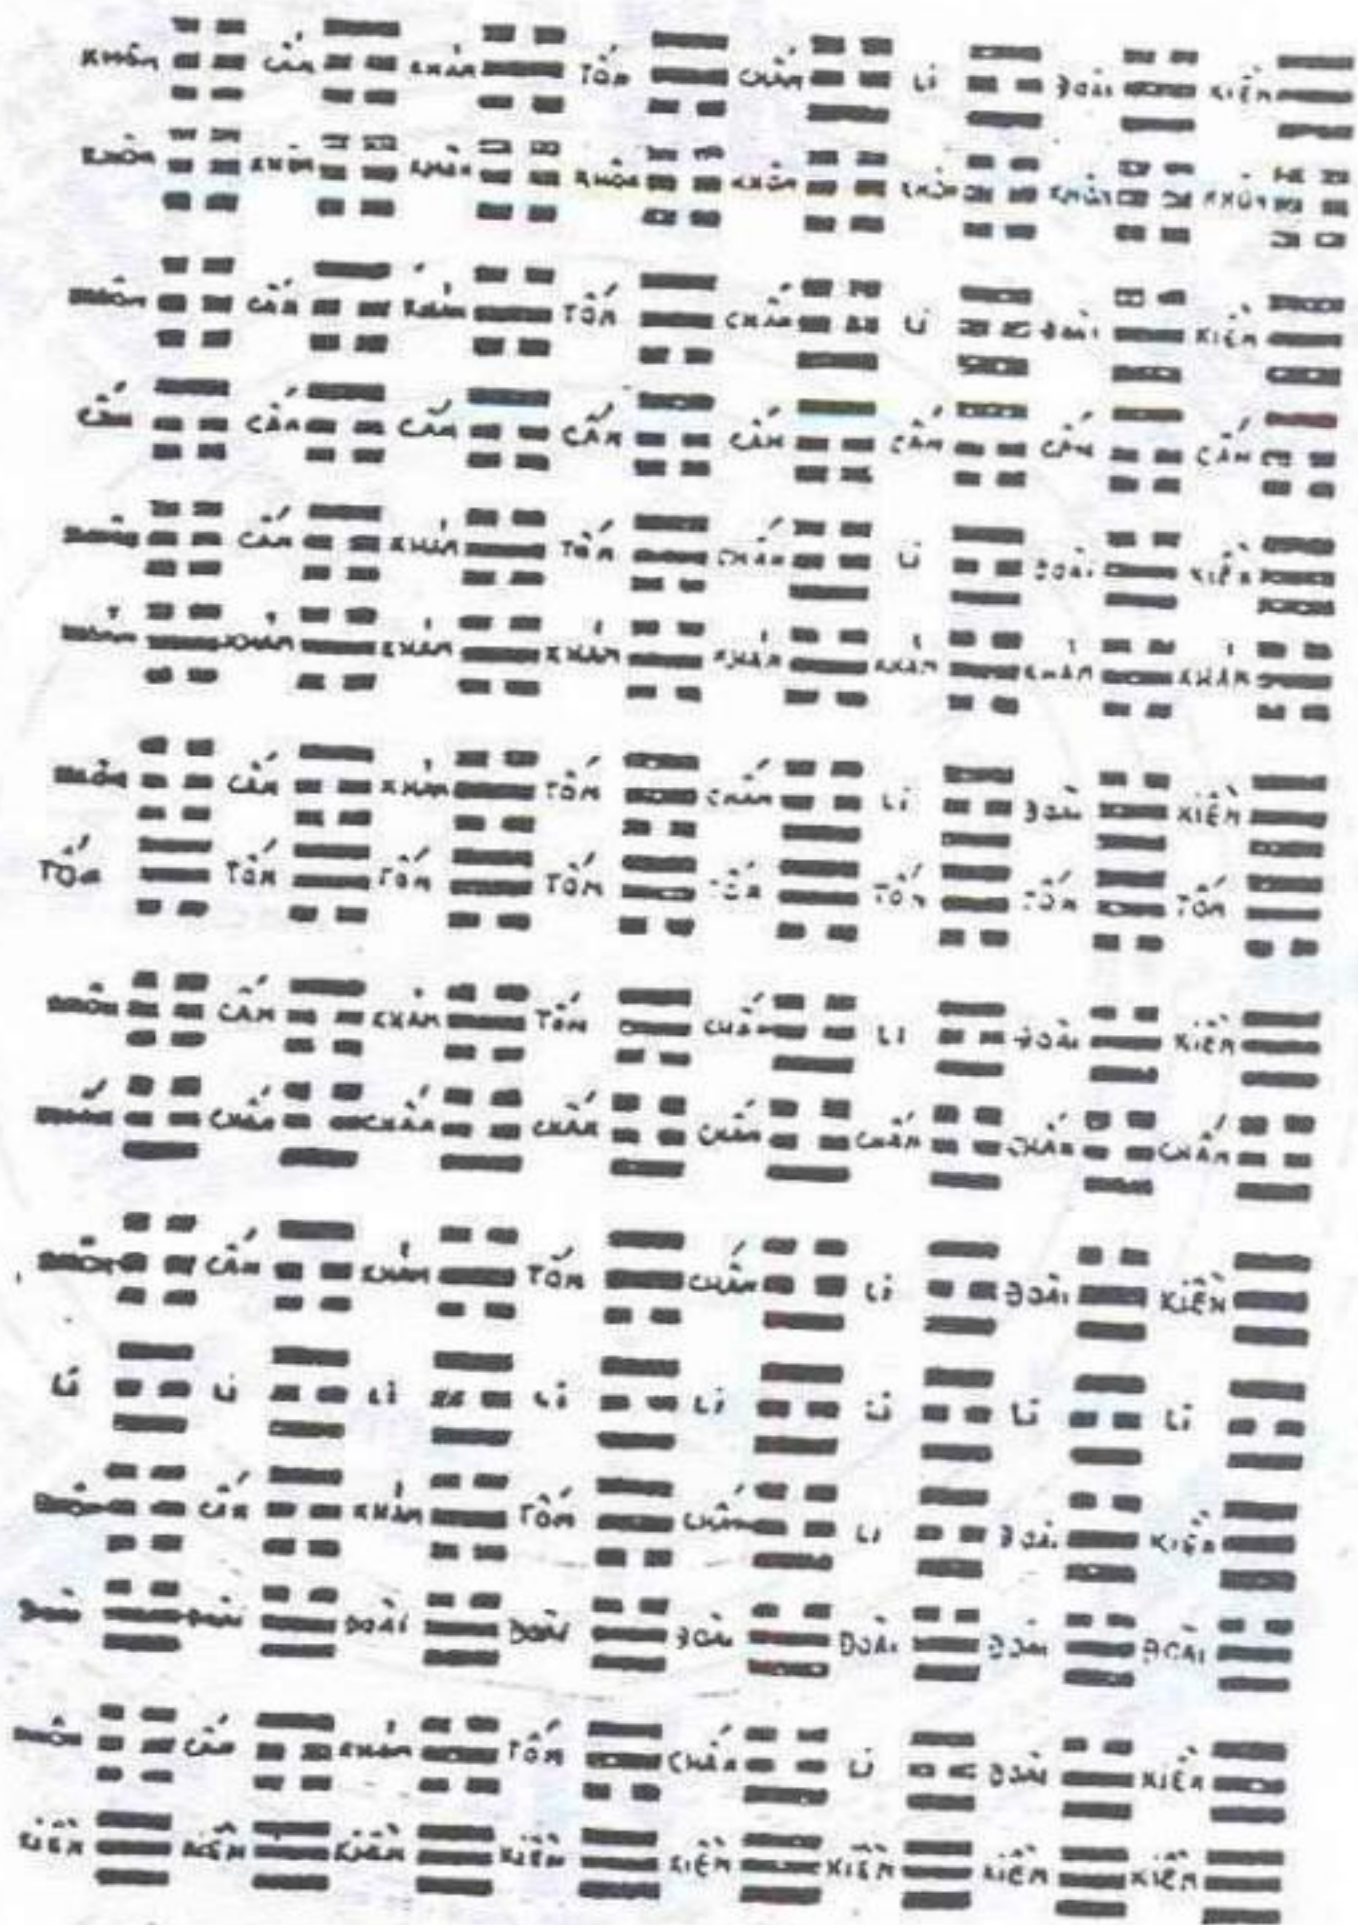 KHÔN CẤN KHẢM TỐN CHẤN LI ĐOÀI KIỀN
KHÔN KHÔN KHÔN KHÔN KHÔN KHÔN KHÔN KHÔN
KHÔN CẤN KHẢM TỐN CHẤN LI ĐOÀI KIỀN
CẤN CẤN CẤN CẤN CẤN CẤN CẤN CẤN
KHÔN CẤN KHẢM TỐN CHẤN LI ĐOÀI KIỀN
KHẢM KHẢM KHẢM KHẢM KHẢM KHẢM KHẢM KHẢM
KHÔN CẤN KHẢM TỐN CHẤN LI ĐOÀI KIỀN
TỐN TỐN TỐN TỐN TỐN TỐN TỐN TỐN
KHÔN CẤN KHẢM TỐN CHẤN LI ĐOÀI KIỀN
CHẤN CHẤN CHẤN CHẤN CHẤN CHẤN CHẤN CHẤN
KHÔN CẤN KHẢM TỐN CHẤN LI ĐOÀI KIỀN
LI LI LI LI LI LI LI LI
KHÔN CẤN KHẢM TỐN CHẤN LI ĐOÀI KIỀN
ĐOÀI ĐOÀI ĐOÀI ĐOÀI ĐOÀI ĐOÀI ĐOÀI ĐOÀI
KHÔN CẤN KHẢM TỐN CHẤN LI ĐOÀI KIỀN
KIỀN KIỀN KIỀN KIỀN KIỀN KIỀN KIỀN KIỀN